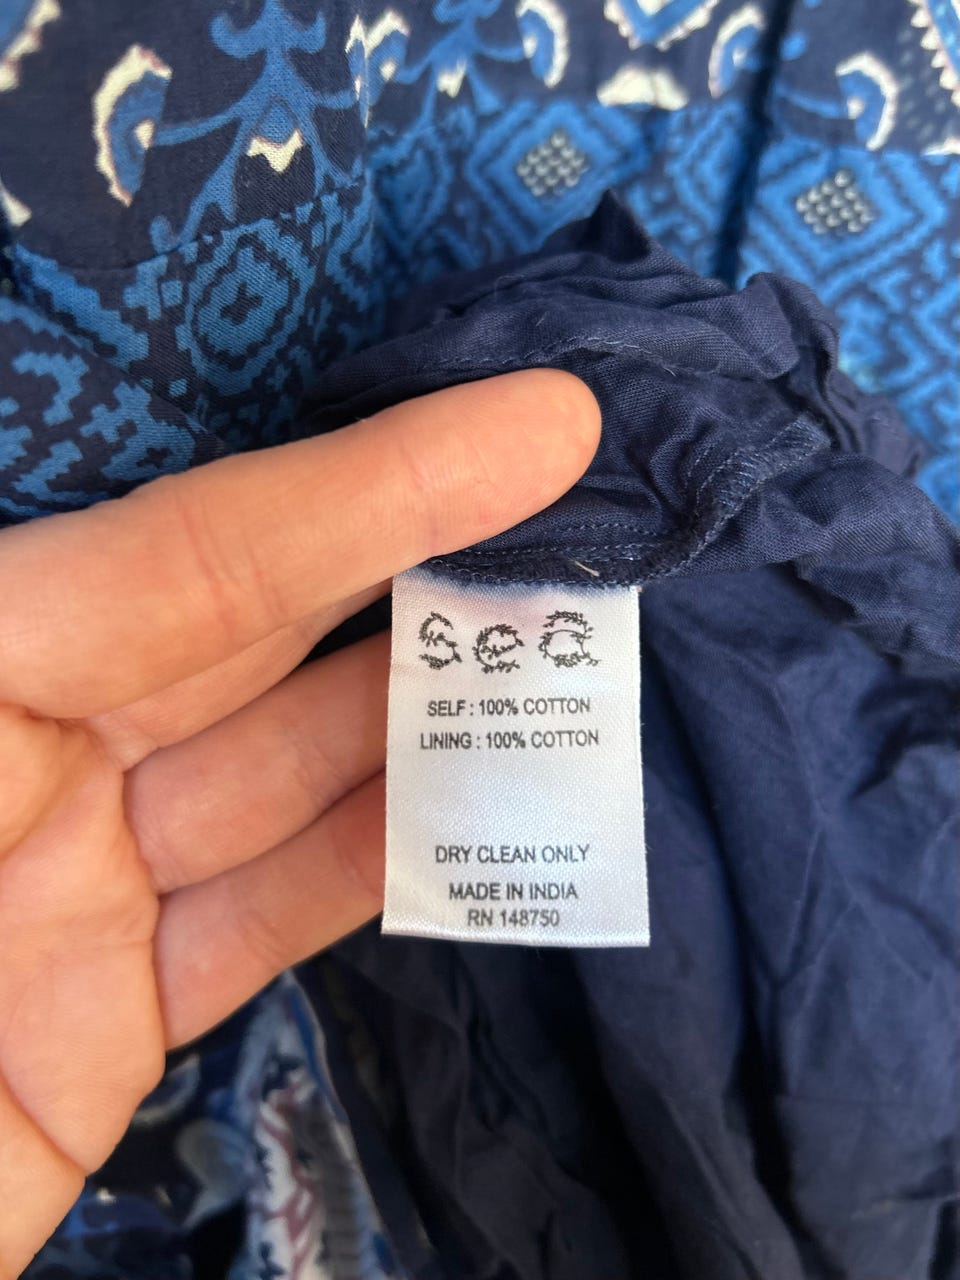 sea
SELF : 100% COTTON
LINING : 100% COTTON
DRY CLEAN ONLY
MADE IN INDIA
RN 148750